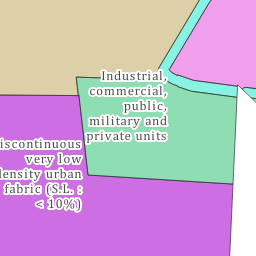 Industrial,
commercial,
public,
military and
private units
iscontinuous
very low
density urban
fabric (S.L. :
< 10%)